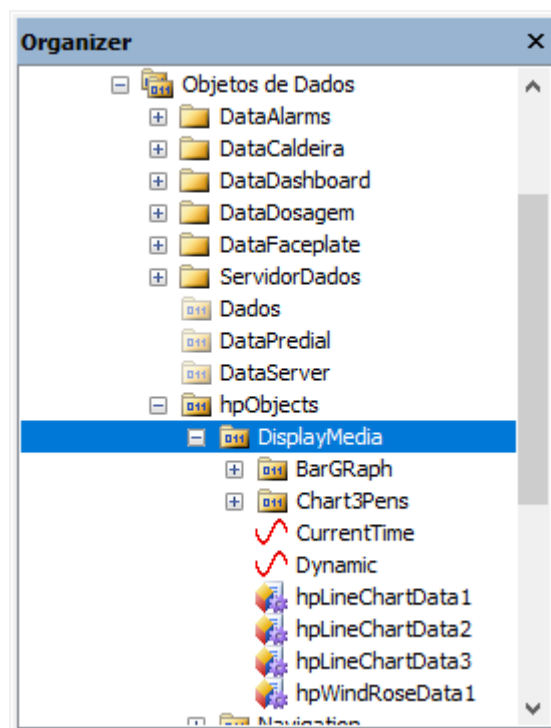 Organizer
Objetos de Dados
DataAlarms
DataCaldeira
DataDashboard
DataDosagem
DataFaceplate
ServidorDados
Dados
DataPredial
DataServer
hpObjects
DisplayMedia
BarGRaph
Chart3Pens
CurrentTime
Dynamic
hpLineChartData1
hpLineChartData2
hpLineChartData3
hpWindRoseData1
Navigation